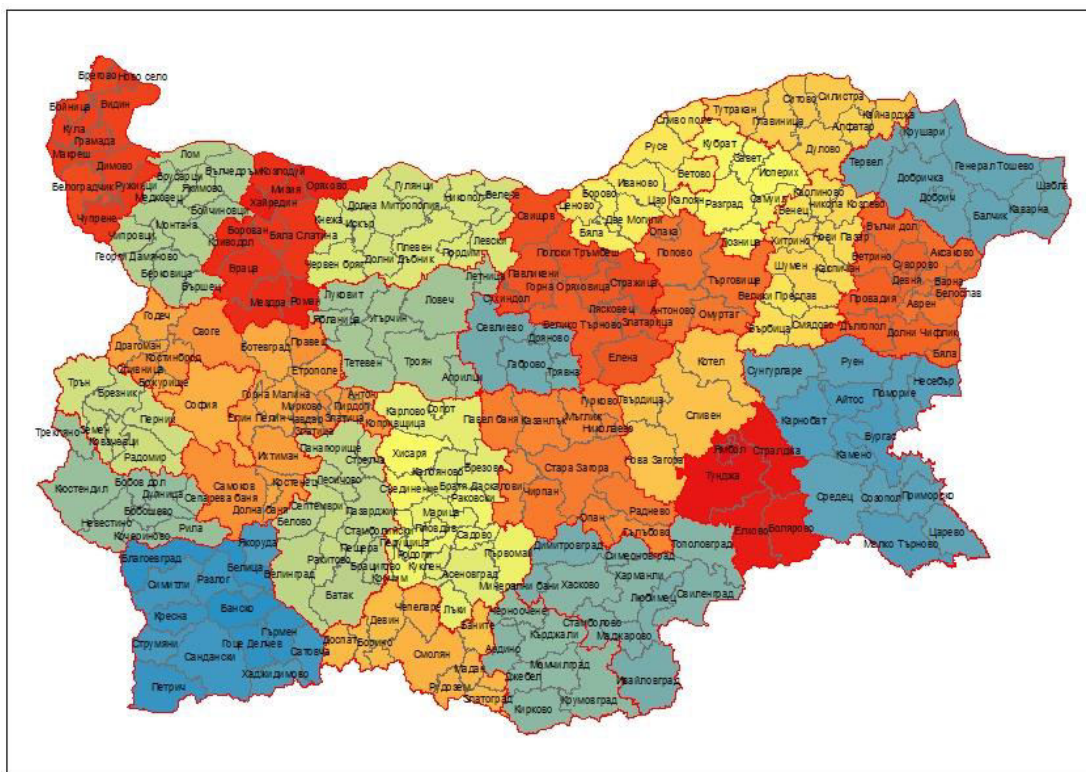 Брегово
Ново село
Бойница
Видин
Кула
Грамада
Макреш
Димово
Белоградчик
Ружинци
Чупрене
Лом
Вълчедръм
Брусарци
Якимово
Медковец
Бойчиновци
Монтана
Чипровци
Георги Дамяново
Берковица
Вършец
Козлодуй
Мизия
Оряхово
Хайредин
Борован
Бяла Слатина
Криводол
Враца
Мездра
Роман
Гулянци
Никопол
Белене
Долна Митрополия
Кнежа
Искър
Плевен
Левски
Пордим
Долни Дъбник
Червен бряг
Летница
Луковит
Ловеч
Угърчин
Ябланица
Тетевен
Троян
Априлци
Свищов
Полски Тръмбеш
Павликени
Горна Оряховица
Стражица
Сухиндол
Лясковец
Велико Търново
Златарица
Елена
Севлиево
Дряново
Габрово
Трявна
Сливо поле
Русе
Иваново
Ветово
Борово
Ценово
Две Могили
Бяла
Цар Калоян
Кубрат
Завет
Исперих
Разград
Самуил
Лозница
Тутракан
Главиница
Ситово
Силистра
Алфатар
Кайнарджа
Дулово
Крушари
Тервел
Генерал Тошево
Добричка
Добрич
Шабла
Каварна
Балчик
Каолиново
Венец
Никола Козлево
Хитрино
Нови Пазар
Шумен
Каспичан
Велики Преслав
Смядово
Върбица
Опака
Попово
Търговище
Антоново
Омуртаг
Вълчи дол
Ветрино
Суворово
Аксаково
Девня
Варна
Белослав
Провадия
Аврен
Дългопол
Долни Чифлик
Бяла
Годеч
Своге
Драгоман
Костинброд
Сливница
Божурище
Ботевград
Правец
Етрополе
София
Горна Малина
Елин Пелин
Мирково
Чавдар
Златица
Пирдоп
Антон
Копривщица
Ихтиман
Самоков
Костенец
Долна баня
Трън
Брезник
Перник
Земен
Ковачевци
Радомир
Трекляно
Кюстендил
Бобов дол
Дупница
Сепарева баня
Бобошево
Невестино
Рила
Кочериново
Благоевград
Симитли
Разлог
Якоруда
Белица
Кресна
Банско
Струмяни
Гърмен
Гоце Делчев
Сатовча
Сандански
Хаджидимово
Петрич
Панагюрище
Стрелча
Лесичово
Септември
Пазарджик
Белово
Пещера
Ракитово
Брацигово
Велинград
Батак
Карлово
Сопот
Хисаря
Калояново
Брезово
Съединение
Братя Даскалови
Раковски
Марица
Стамболийски
Пловдив
Перущица
Садово
Родопи
Първомай
Куклен
Кричим
Асеновград
Лъки
Павел баня
Казанлък
Мъглиж
Гурково
Николаево
Стара Загора
Чирпан
Опан
Раднево
Гълъбово
Твърдица
Котел
Сливен
Нова Загора
Ямбол
Стралджа
Тунджа
Елхово
Болярово
Сунгурларе
Руен
Несебър
Поморие
Айтос
Карнобат
Бургас
Камено
Средец
Созопол
Приморско
Царево
Малко Търново
Девин
Чепеларе
Баните
Доспат
Борино
Смолян
Мадан
Рудозем
Златоград
Димитровград
Тополовград
Симеоновград
Минерални бани
Хасково
Харманли
Свиленград
Любимец
Стамболово
Маджарово
Ивайловград
Черноочене
Кърджали
Ардино
Момчилград
Джебел
Кирково
Крумовград